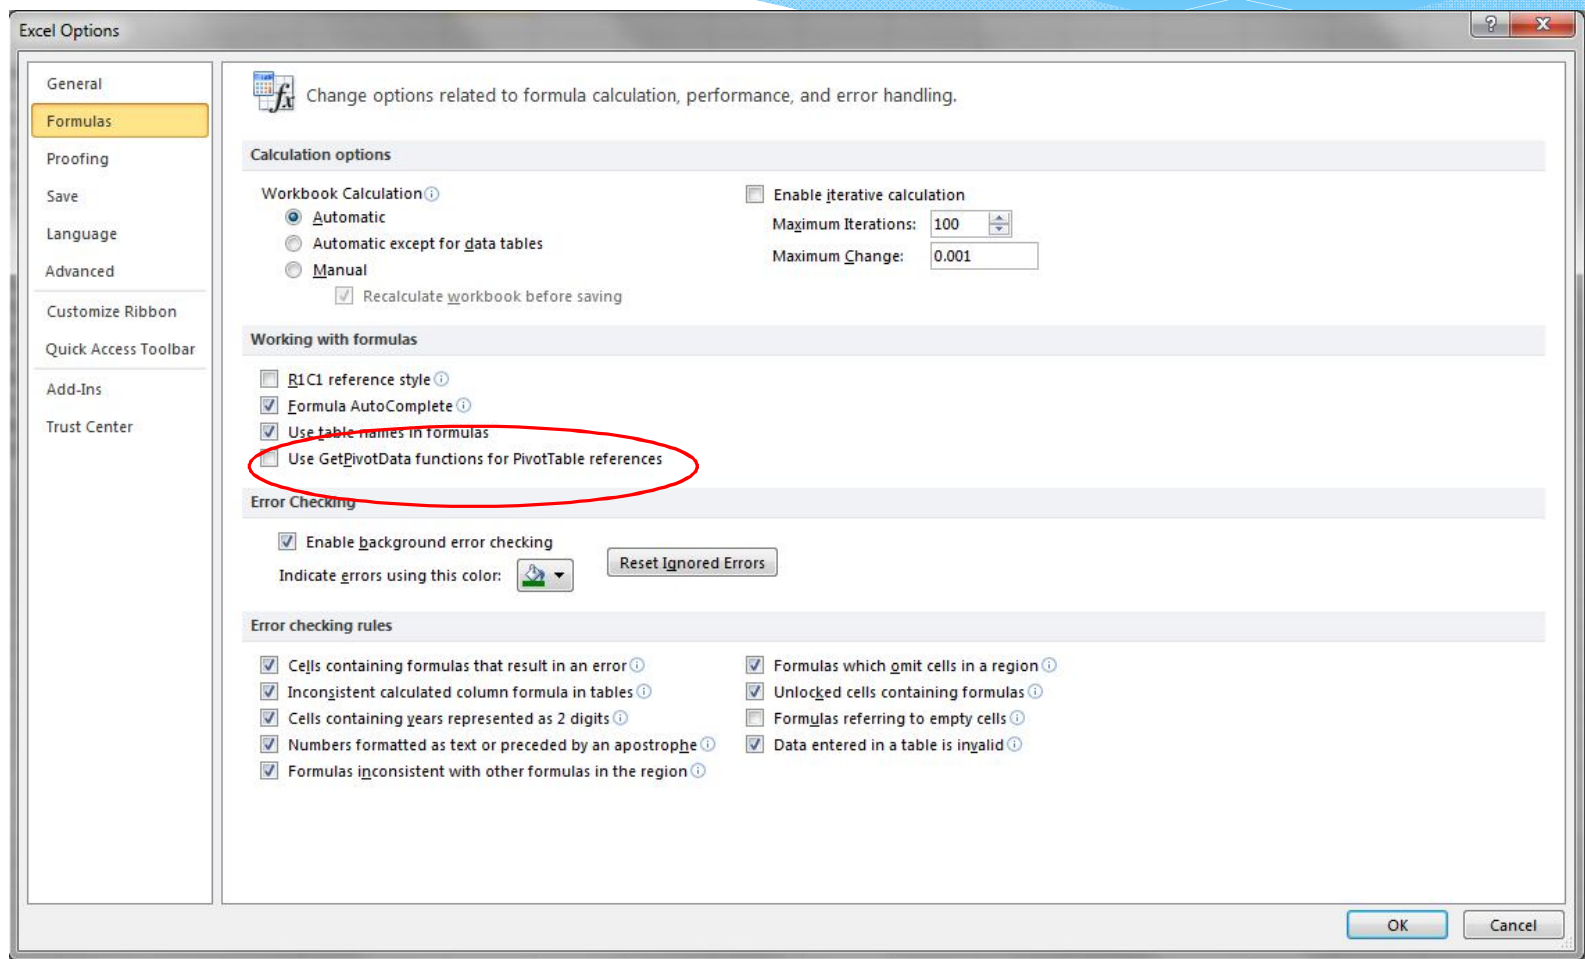 Excel Options
General
Formulas
Proofing
Save
Language
Advanced
Customize Ribbon
Quick Access Toolbar
Add-Ins
Trust Center
fx
Change options related to formula calculation, performance, and error handling.
Calculation options
Workbook Calculation
Automatic
Automatic except for data tables
Manual
Recalculate workbook before saving
Enable iterative calculation
Maximum Iterations: 100
Maximum Change: 0.001
Working with formulas
R1C1 reference style
Formula AutoComplete
Use table names in formulas
Use GetPivotData functions for PivotTable references
Error Checking
Enable background error checking
Indicate errors using this color:
Reset Ignored Errors
Error checking rules
Cells containing formulas that result in an error
Inconsistent calculated column formula in tables
Cells containing years represented as 2 digits
Numbers formatted as text or preceded by an apostrophe
Formulas inconsistent with other formulas in the region
Formulas which omit cells in a region
Unlocked cells containing formulas
Formulas referring to empty cells
Data entered in a table is invalid
OK
Cancel